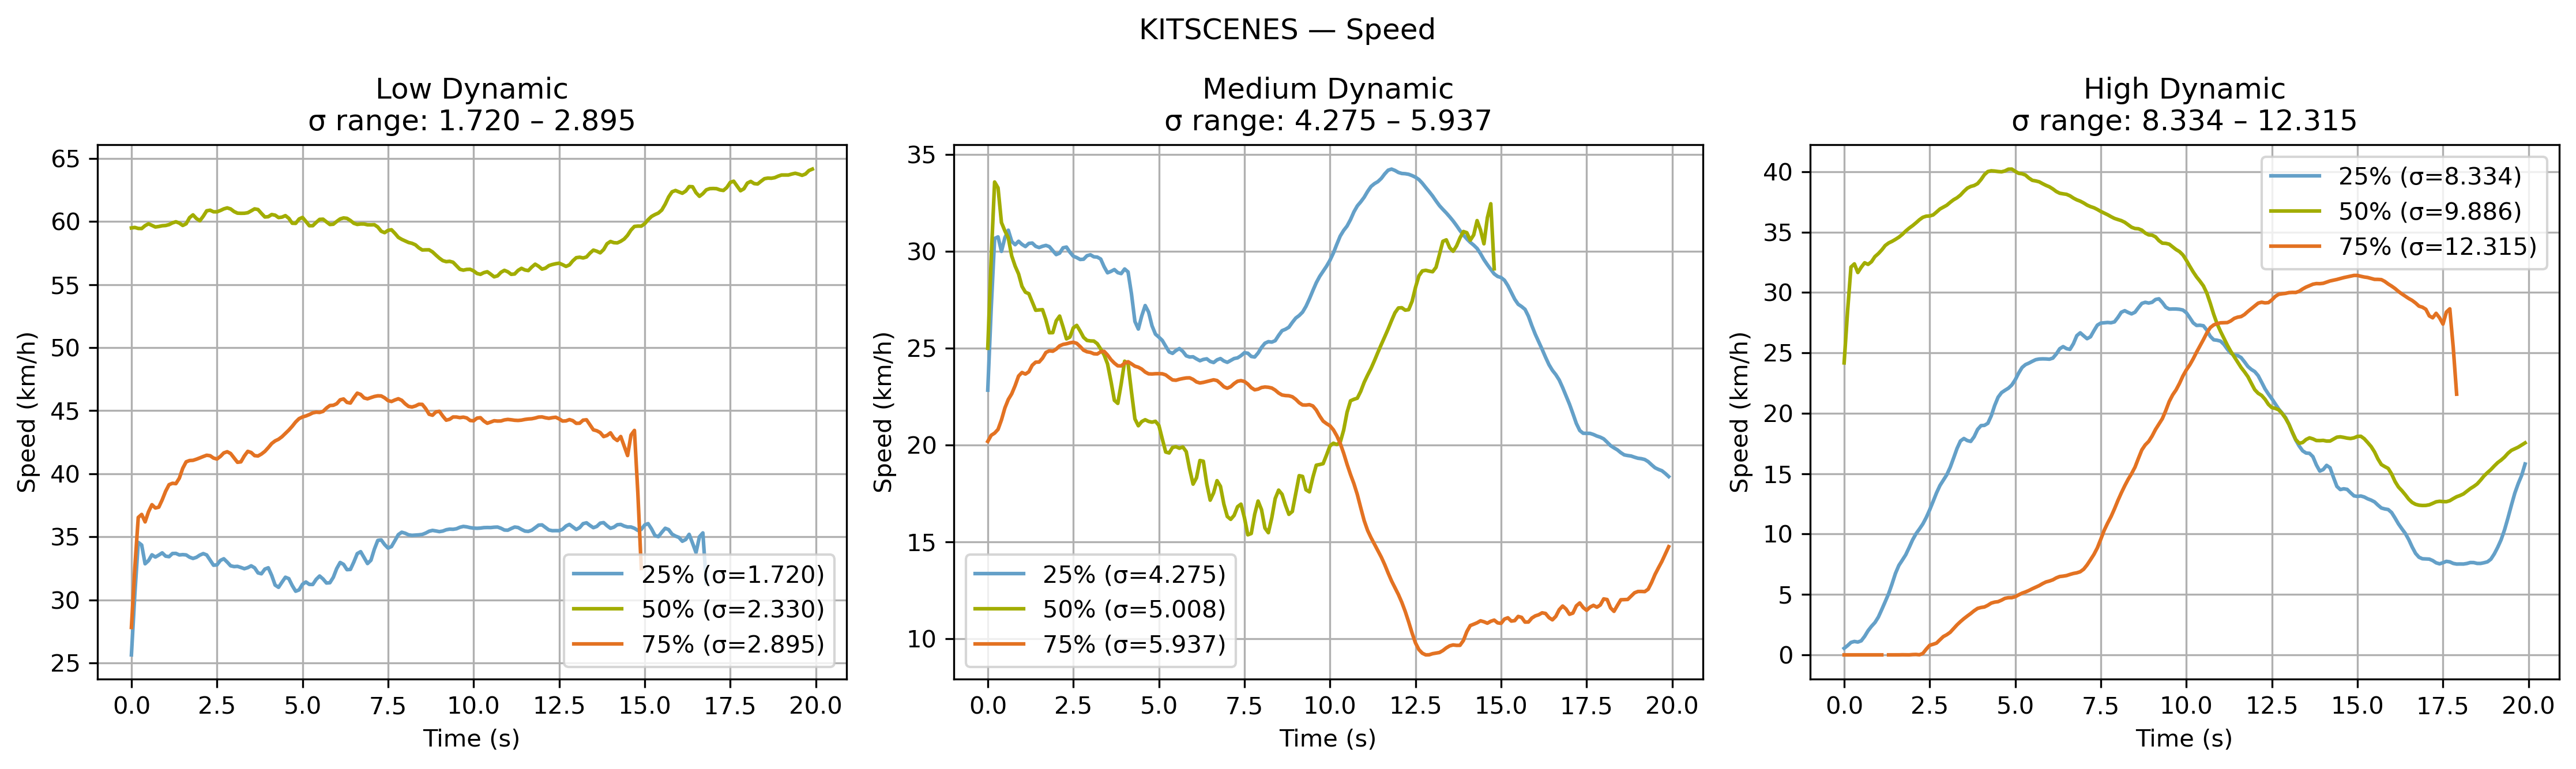 KITSCENES — Speed
Low Dynamic
σ range: 1.720 – 2.895
Speed (km/h)
65
60
55
50
45
40
35
30
25
25% (σ=1.720)
50% (σ=2.330)
75% (σ=2.895)
0.0 2.5 5.0 7.5 10.0 12.5 15.0 17.5 20.0
Time (s)
Medium Dynamic
σ range: 4.275 – 5.937
Speed (km/h)
35
30
25
20
15
10
25% (σ=4.275)
50% (σ=5.008)
75% (σ=5.937)
0.0 2.5 5.0 7.5 10.0 12.5 15.0 17.5 20.0
Time (s)
High Dynamic
σ range: 8.334 – 12.315
Speed (km/h)
40
35
30
25
20
15
10
5
0
25% (σ=8.334)
50% (σ=9.886)
75% (σ=12.315)
0.0 2.5 5.0 7.5 10.0 12.5 15.0 17.5 20.0
Time (s)